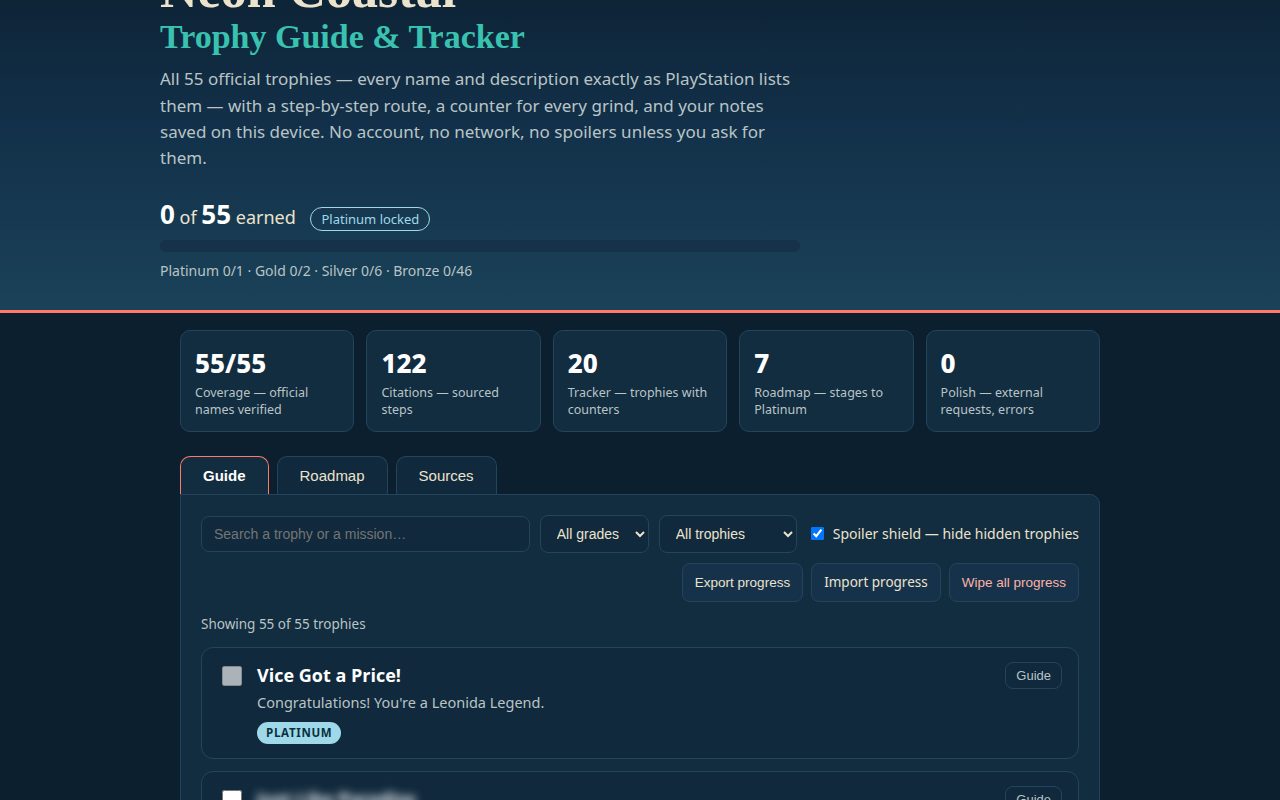 Neon Coastal
Trophy Guide & Tracker
All 55 official trophies — every name and description exactly as PlayStation lists
them — with a step-by-step route, a counter for every grind, and your notes
saved on this device. No account, no network, no spoilers unless you ask for
them.
0 of 55 earned Platinum locked
Platinum 0/1 · Gold 0/2 · Silver 0/6 · Bronze 0/46
55/55
Coverage — official
names verified
122
Citations — sourced
steps
20
Tracker — trophies with
counters
7
Roadmap — stages to
Platinum
0
Polish — external
requests, errors
Guide Roadmap Sources
Search a trophy or a mission… All grades All trophies Spoiler shield — hide hidden trophies
Export progress Import progress Wipe all progress
Showing 55 of 55 trophies
Vice Got a Price! Guide
Congratulations! You're a Leonida Legend.
PLATINUM
Guide